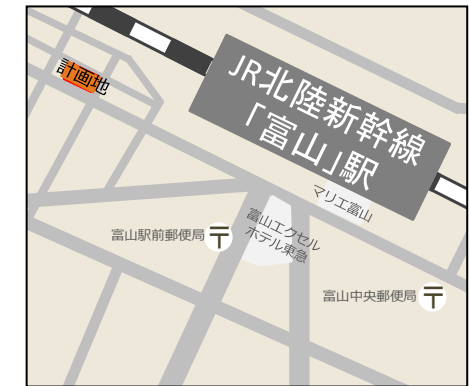 計画地
JR北陸新幹線
「富山」駅
マリエ富山
富山エクセル
ホテル東急
富山駅前郵便局
富山中央郵便局